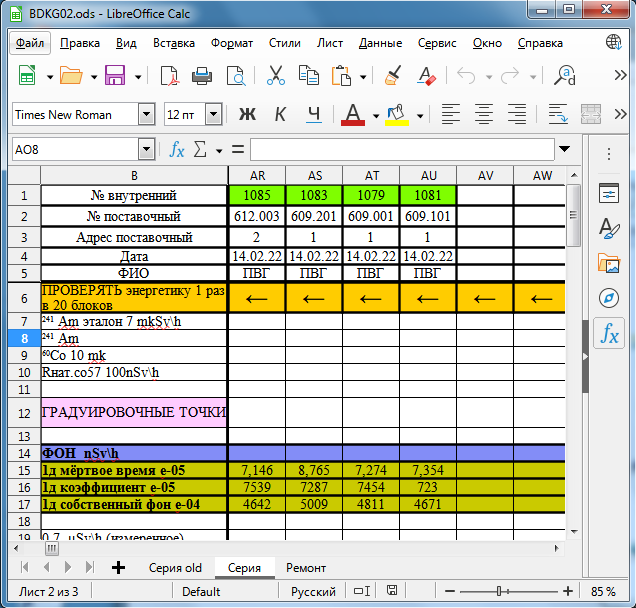 BDKG02.ods - LibreOffice Calc
Файл Правка Вид Вставка Формат Стили Лист Данные Сервис Окно Справка
Times New Roman 12 пт Ж К Ч А
AO8 fx Σ =
B AR AS AT AU AV AW
1 № внутренний 1085 1083 1079 1081
2 № поставочный 612.003 609.201 609.001 609.101
3 Адрес поставочный 2 1 1 1
4 Дата 14.02.22 14.02.22 14.02.22 14.02.22
5 ФИО ПВГ ПВГ ПВГ ПВГ
6 ПРОВЕРЯТЬ энергетику 1 раз
в 20 блоков ← ← ← ← ← ←
7 ²⁴¹ Am эталон 7 mkSv\h
8 ²⁴¹ Am
9 ⁶⁰Co 10 mk
10 Rнат.co57 100nSv\h
11
12 ГРАДУИРОВОЧНЫЕ ТОЧКИ
13
14 ФОН nSv\h
15 1д мёртвое время е-05 7,146 8,765 7,274 7,354
16 1д коэффициент е-05 7539 7287 7454 723
17 1д собственный фон е-04 4642 5009 4811 4671
18
19 0,7 μSv\h (измеренное)
Серия old Серия Ремонт
Лист 2 из 3 Default Русский 85 %